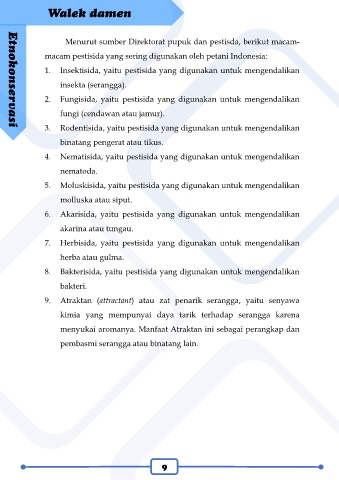 Walek damen
Etnokonservasi
Menurut sumber Direktorat pupuk dan pestisda, berikut macam-
macam pestisida yang sering digunakan oleh petani Indonesia:
1. Insektisida, yaitu pestisida yang digunakan untuk mengendalikan
insekta (serangga).
2. Fungisida, yaitu pestisida yang digunakan untuk mengendalikan
fungi (cendawan atau jamur).
3. Rodentisida, yaitu pestisida yang digunakan untuk mengendalikan
binatang pengerat atau tikus.
4. Nematisida, yaitu pestisida yang digunakan untuk mengendalikan
nematoda.
5. Moluskisida, yaitu pestisida yang digunakan untuk mengendalikan
molluska atau siput.
6. Akarisida, yaitu pestisida yang digunakan untuk mengendalikan
akarina atau tungau.
7. Herbisida, yaitu pestisida yang digunakan untuk mengendalikan
herba atau gulma.
8. Bakterisida, yaitu pestisida yang digunakan untuk mengendalikan
bakteri.
9. Atraktan (attractant) atau zat penarik serangga, yaitu senyawa
kimia yang mempunyai daya tarik terhadap serangga karena
menyukai aromanya. Manfaat Atraktan ini sebagai perangkap dan
pembasmi serangga atau binatang lain.
9